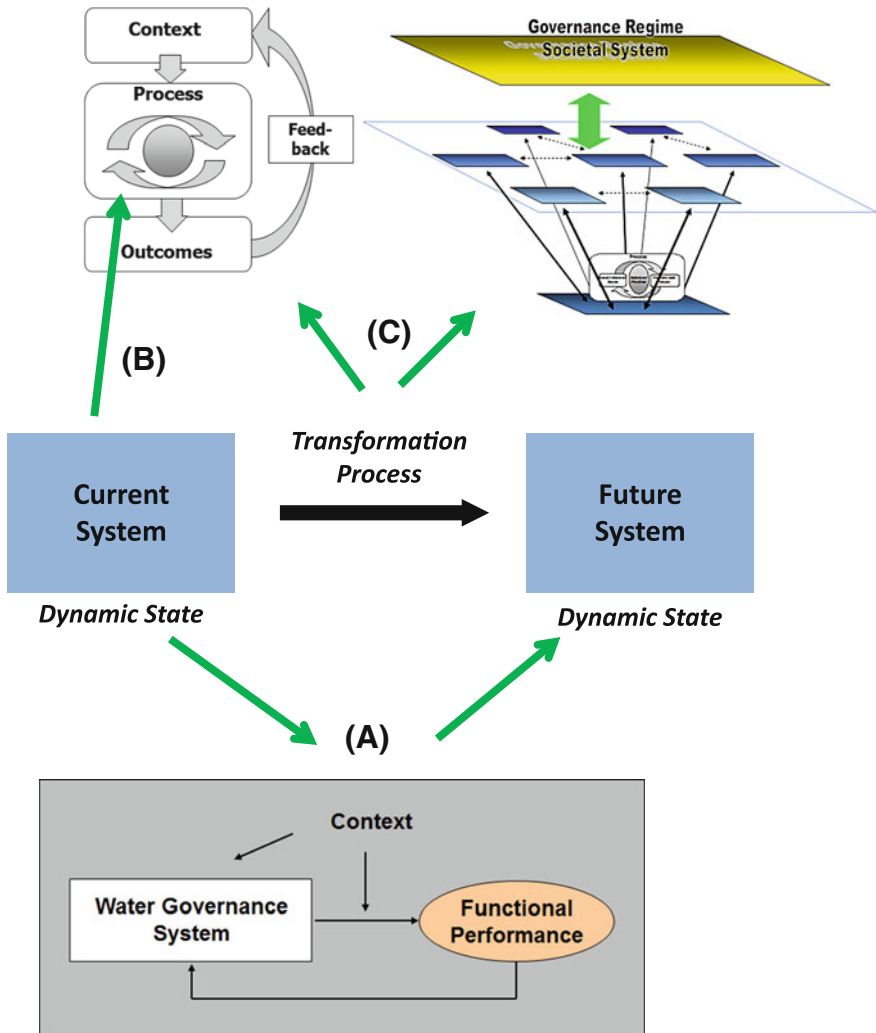 Context
Process
Feed-
back
Outcomes
Governance Regime
Societal System
Process
(B)
(C)
Transformation
Process
Current
System
Future
System
Dynamic State
Dynamic State
(A)
Context
Water Governance
System
Functional
Performance